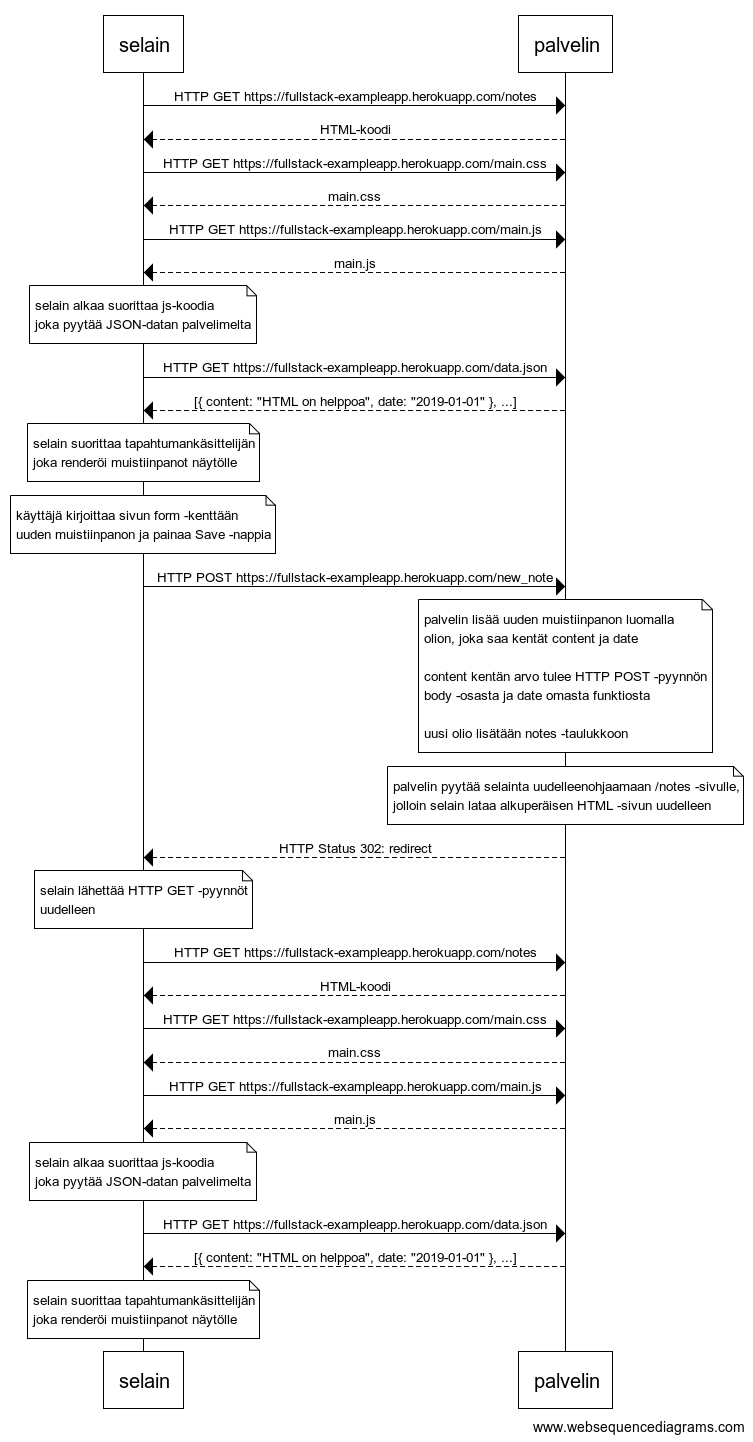 selain palvelin
HTTP GET https://fullstack-exampleapp.herokuapp.com/notes
HTML-koodi
HTTP GET https://fullstack-exampleapp.herokuapp.com/main.css
main.css
HTTP GET https://fullstack-exampleapp.herokuapp.com/main.js
main.js
selain alkaa suorittaa js-koodia
joka pyytää JSON-datan palvelimelta
HTTP GET https://fullstack-exampleapp.herokuapp.com/data.json
[{ content: "HTML on helppoa", date: "2019-01-01" }, ...]
selain suorittaa tapahtumankäsittelijän
joka renderöi muistiinpanot näytölle
käyttäjä kirjoittaa sivun form -kenttään
uuden muistiinpanon ja painaa Save -nappia
HTTP POST https://fullstack-exampleapp.herokuapp.com/new_note
palvelin lisää uuden muistiinpanon luomalla
olion, joka saa kentät content ja date
content kentän arvo tulee HTTP POST -pyynnön
body -osasta ja date omasta funktiosta
uusi olio lisätään notes -taulukkoon
palvelin pyytää selainta uudelleenohjaamaan /notes -sivulle,
jolloin selain lataa alkuperäisen HTML -sivun uudelleen
HTTP Status 302: redirect
selain lähettää HTTP GET -pyynnöt
uudelleen
HTTP GET https://fullstack-exampleapp.herokuapp.com/notes
HTML-koodi
HTTP GET https://fullstack-exampleapp.herokuapp.com/main.css
main.css
HTTP GET https://fullstack-exampleapp.herokuapp.com/main.js
main.js
selain alkaa suorittaa js-koodia
joka pyytää JSON-datan palvelimelta
HTTP GET https://fullstack-exampleapp.herokuapp.com/data.json
[{ content: "HTML on helppoa", date: "2019-01-01" }, ...]
selain suorittaa tapahtumankäsittelijän
joka renderöi muistiinpanot näytölle
selain palvelin
www.websequencediagrams.com